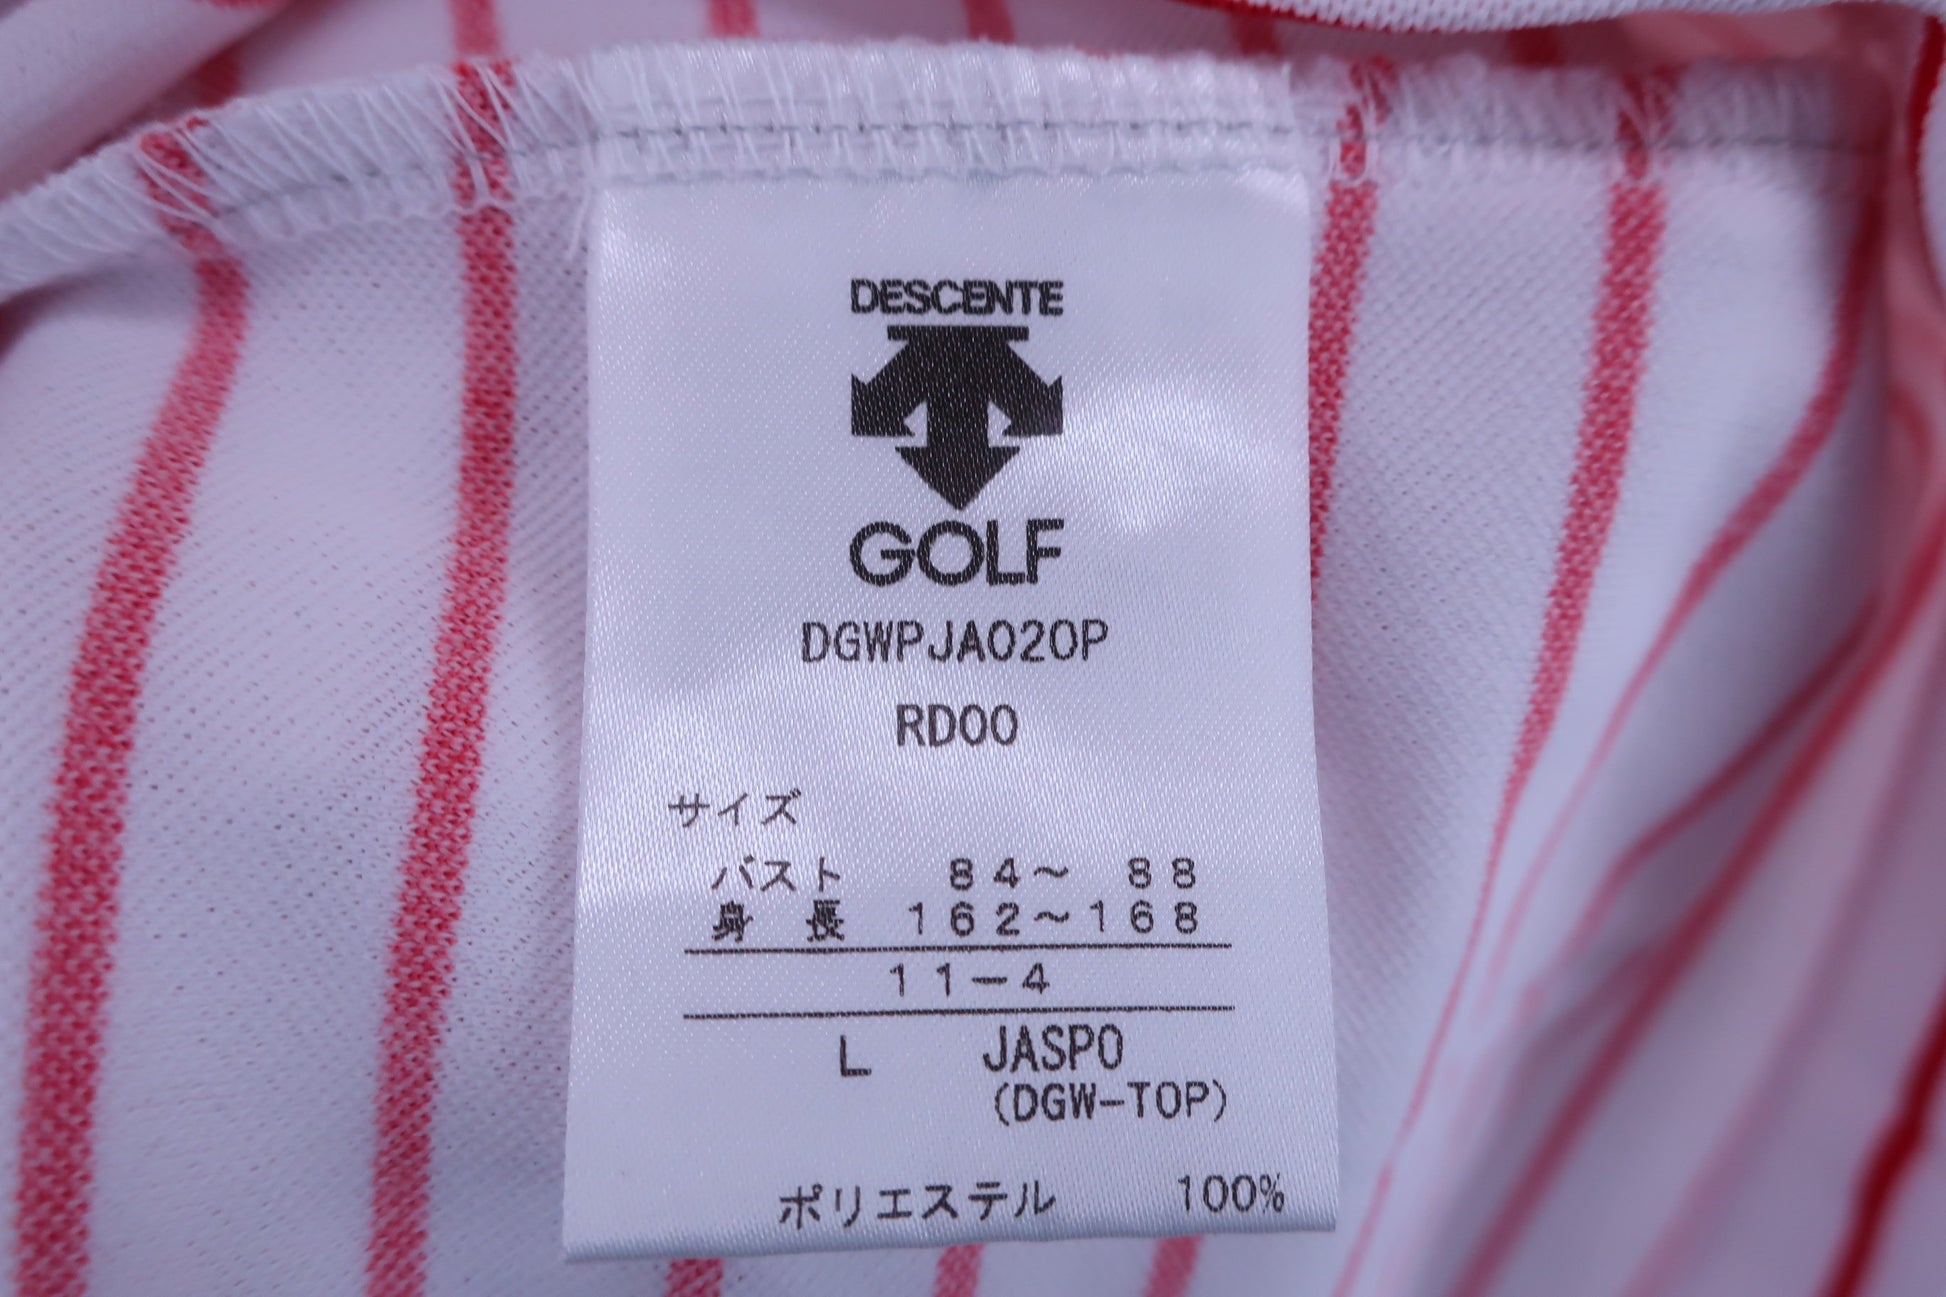 DESCENTE
GOLF
DGWPJA020P
RD00
サイズ
バスト 84～ 88
身 長 162～168
11-4
L JASPO
(DGW-TOP)
ポリエステル 100%